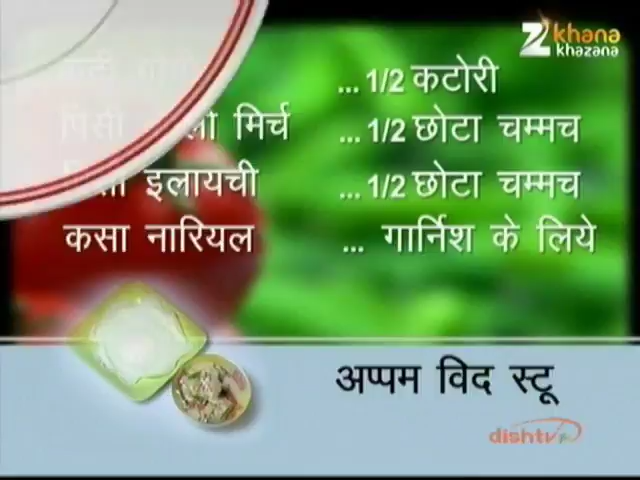 Z khana khazana
... 1/2 कटोरी
पिसी मिर्च ... 1/2 छोटा चम्मच
इलायची ... 1/2 छोटा चम्मच
कसा नारियल ... गार्निश के लिये
अप्पम विद स्टू
dishtv